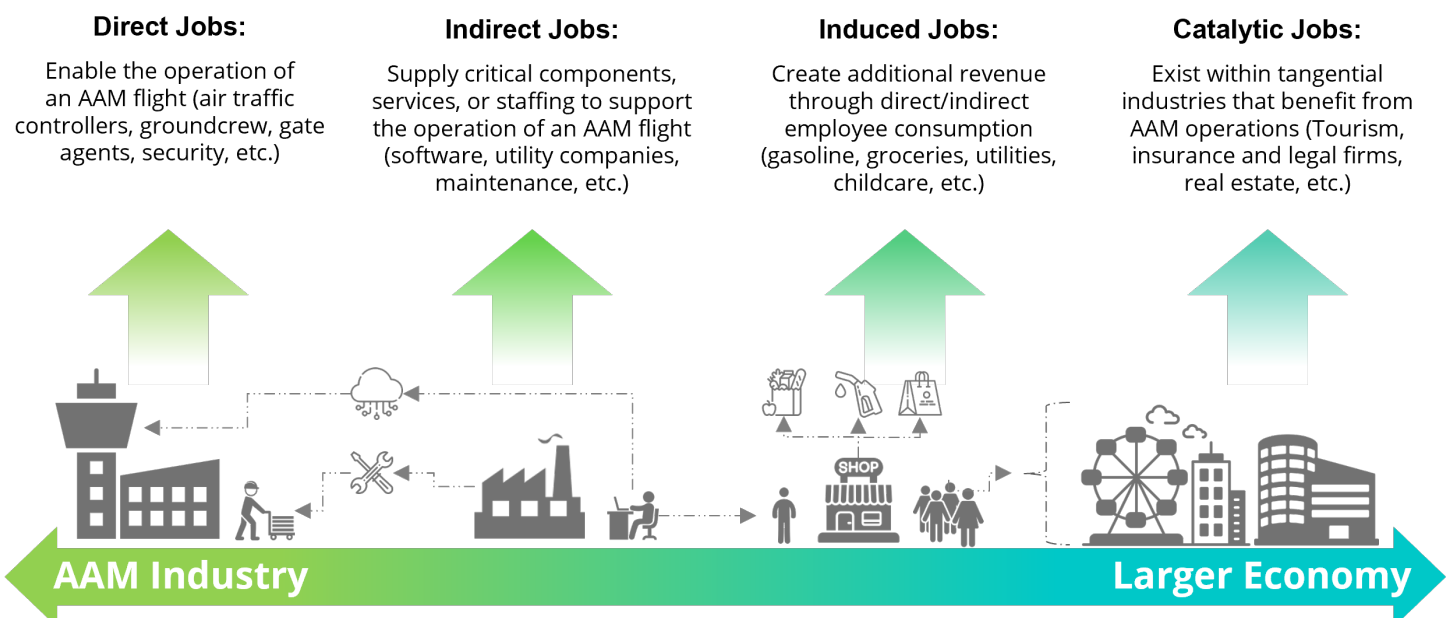 Direct Jobs:
Enable the operation of
an AAM flight (air traffic
controllers, groundcrew, gate
agents, security, etc.)
Indirect Jobs:
Supply critical components,
services, or staffing to support
the operation of an AAM flight
(software, utility companies,
maintenance, etc.)
Induced Jobs:
Create additional revenue
through direct/indirect
employee consumption
(gasoline, groceries, utilities,
childcare, etc.)
Catalytic Jobs:
Exist within tangential
industries that benefit from
AAM operations (Tourism,
insurance and legal firms,
real estate, etc.)
SHOP
AAM Industry
Larger Economy